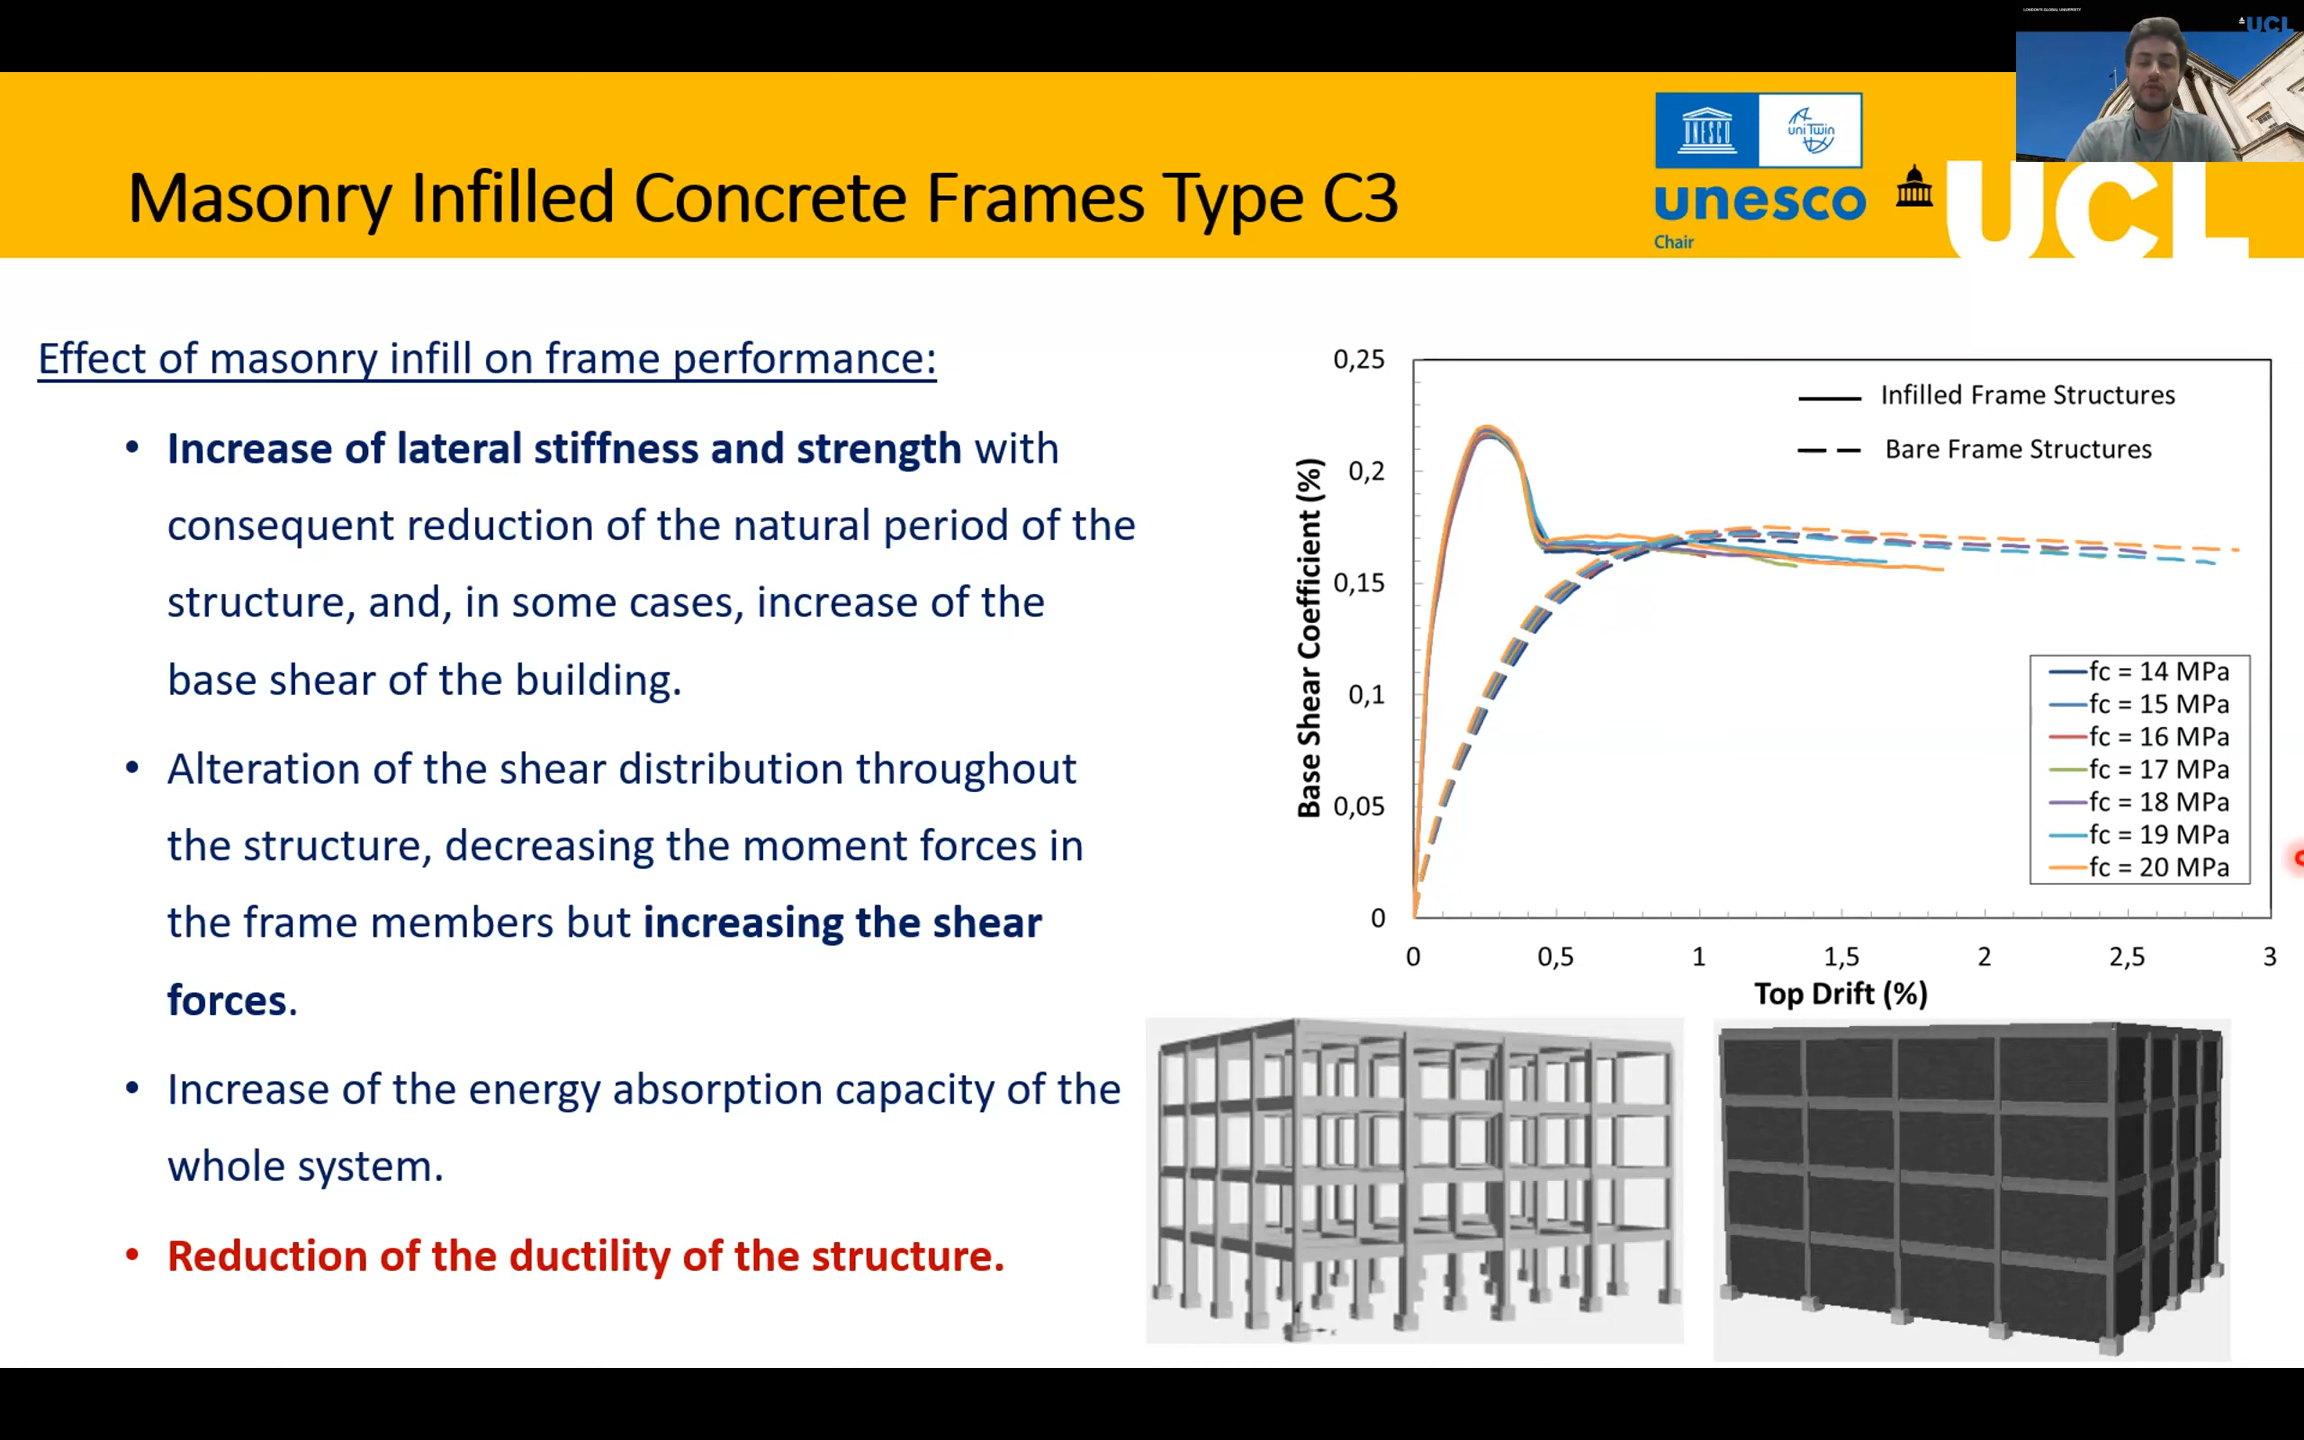 LONDON'S GLOBAL UNIVERSITY
UCL
UNESCO
uni Twin
unesco
Chair
UCL
Masonry Infilled Concrete Frames Type C3
Effect of masonry infill on frame performance:
• Increase of lateral stiffness and strength with
consequent reduction of the natural period of the
structure, and, in some cases, increase of the
base shear of the building.
• Alteration of the shear distribution throughout
the structure, decreasing the moment forces in
the frame members but increasing the shear
forces.
• Increase of the energy absorption capacity of the
whole system.
• Reduction of the ductility of the structure.
Base Shear Coefficient (%)
0,25
0,2
0,15
0,1
0,05
0
Infilled Frame Structures
Bare Frame Structures
fc = 14 MPa
fc = 15 MPa
fc = 16 MPa
fc = 17 MPa
fc = 18 MPa
fc = 19 MPa
fc = 20 MPa
0 0,5 1 1,5 2 2,5 3
Top Drift (%)